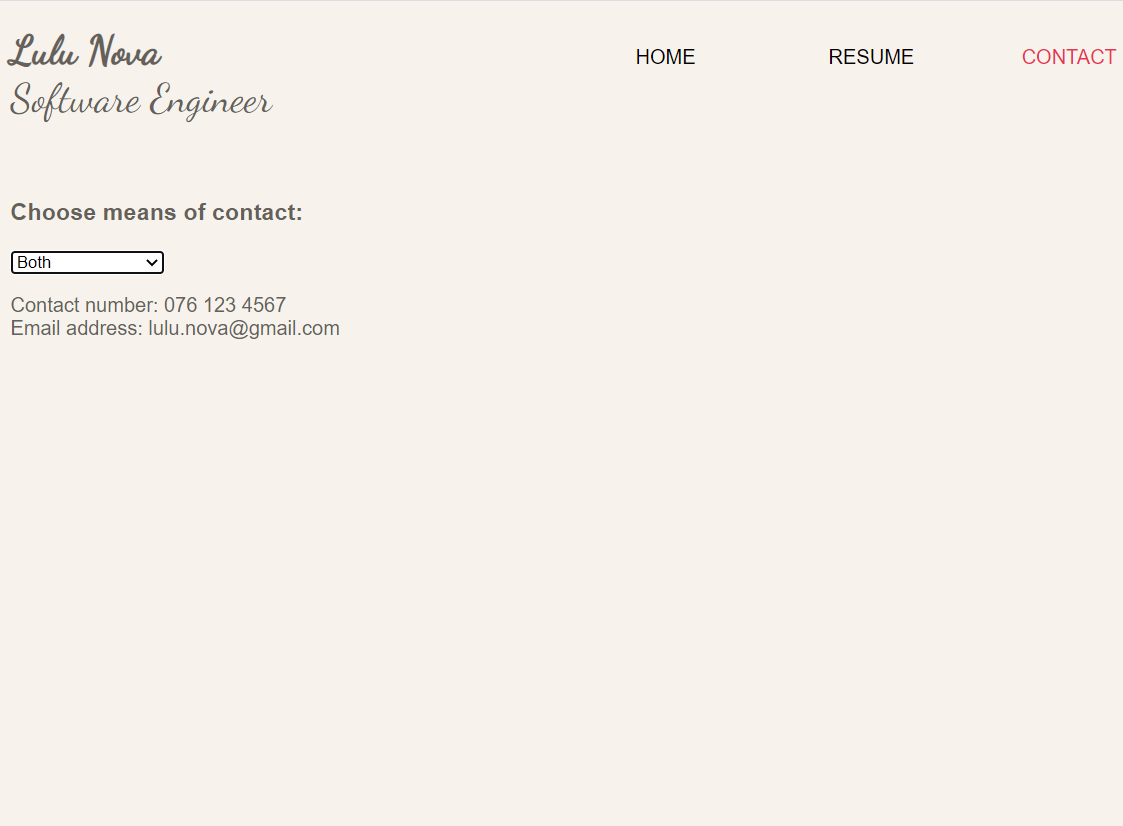 Lulu Nova
Software Engineer
HOME
RESUME
CONTACT
Choose means of contact:
Both
Contact number: 076 123 4567
Email address: lulu.nova@gmail.com